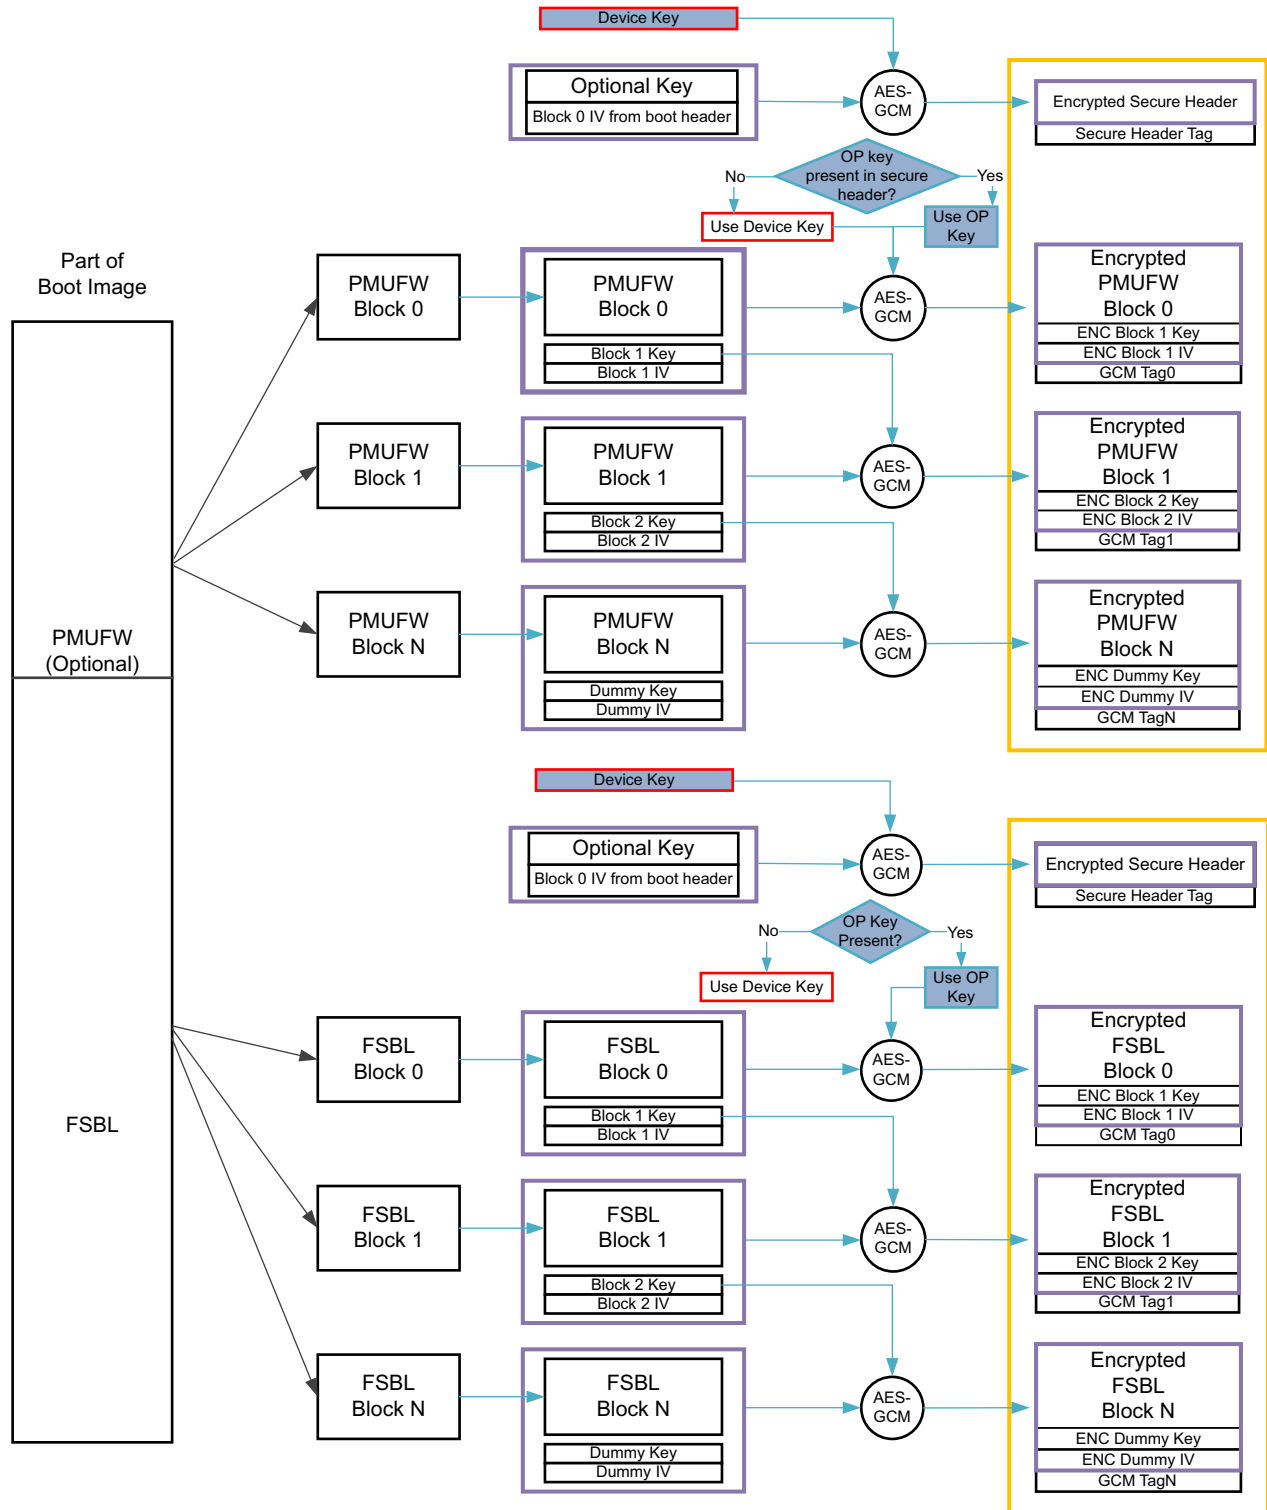 Device Key
Optional Key
Block 0 IV from boot header
AES-
GCM
Encrypted Secure Header
Secure Header Tag
OP key
present in secure
header?
No
Yes
Use Device Key
Use OP
Key
Part of
Boot Image
PMUFW
(Optional)
FSBL
PMUFW
Block 0
PMUFW
Block 0
Block 1 Key
Block 1 IV
AES-
GCM
Encrypted
PMUFW
Block 0
ENC Block 1 Key
ENC Block 1 IV
GCM Tag0
PMUFW
Block 1
PMUFW
Block 1
Block 2 Key
Block 2 IV
AES-
GCM
Encrypted
PMUFW
Block 1
ENC Block 2 Key
ENC Block 2 IV
GCM Tag1
PMUFW
Block N
PMUFW
Block N
Dummy Key
Dummy IV
AES-
GCM
Encrypted
PMUFW
Block N
ENC Dummy Key
ENC Dummy IV
GCM TagN
Device Key
Optional Key
Block 0 IV from boot header
AES-
GCM
Encrypted Secure Header
Secure Header Tag
OP Key
Present?
No
Yes
Use Device Key
Use OP
Key
FSBL
Block 0
FSBL
Block 0
Block 1 Key
Block 1 IV
AES-
GCM
Encrypted
FSBL
Block 0
ENC Block 1 Key
ENC Block 1 IV
GCM Tag0
FSBL
Block 1
FSBL
Block 1
Block 2 Key
Block 2 IV
AES-
GCM
Encrypted
FSBL
Block 1
ENC Block 2 Key
ENC Block 2 IV
GCM Tag1
FSBL
Block N
FSBL
Block N
Dummy Key
Dummy IV
AES-
GCM
Encrypted
FSBL
Block N
ENC Dummy Key
ENC Dummy IV
GCM TagN